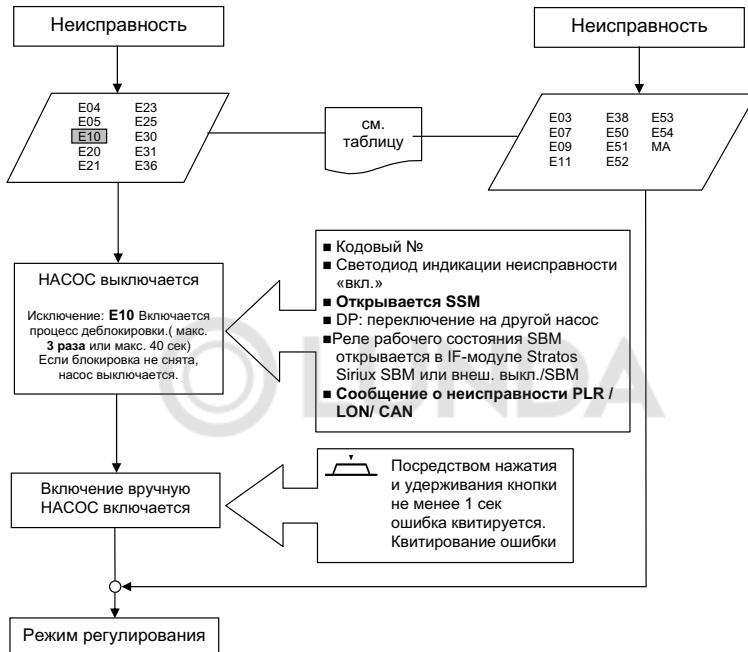 Неисправность
Неисправность
E04 E23
E05 E25
E10 E30
E20 E31
E21 E36
см.
таблицу
E03 E38 E53
E07 E50 E54
E09 E51 MA
E11 E52
НАСОС выключается
Исключение: E10 Включается
процесс деблокировки.( макс.
3 раза или макс. 40 сек)
Если блокировка не снята,
насос выключается.
■ Кодовый №
■ Светодиод индикации неисправности
«вкл.»
■ Открывается SSM
■ DP: переключение на другой насос
■Реле рабочего состояния SBM
открывается в IF-модуле Stratos
Siriux SBM или внеш. выкл./SBM
■ Сообщение о неисправности PLR /
LON/ CAN
LUNDA
Включение вручную
НАСОС включается
Посредством нажатия
и удерживания кнопки
не менее 1 сек
ошибка квитируется.
Квитирование ошибки
Режим регулирования